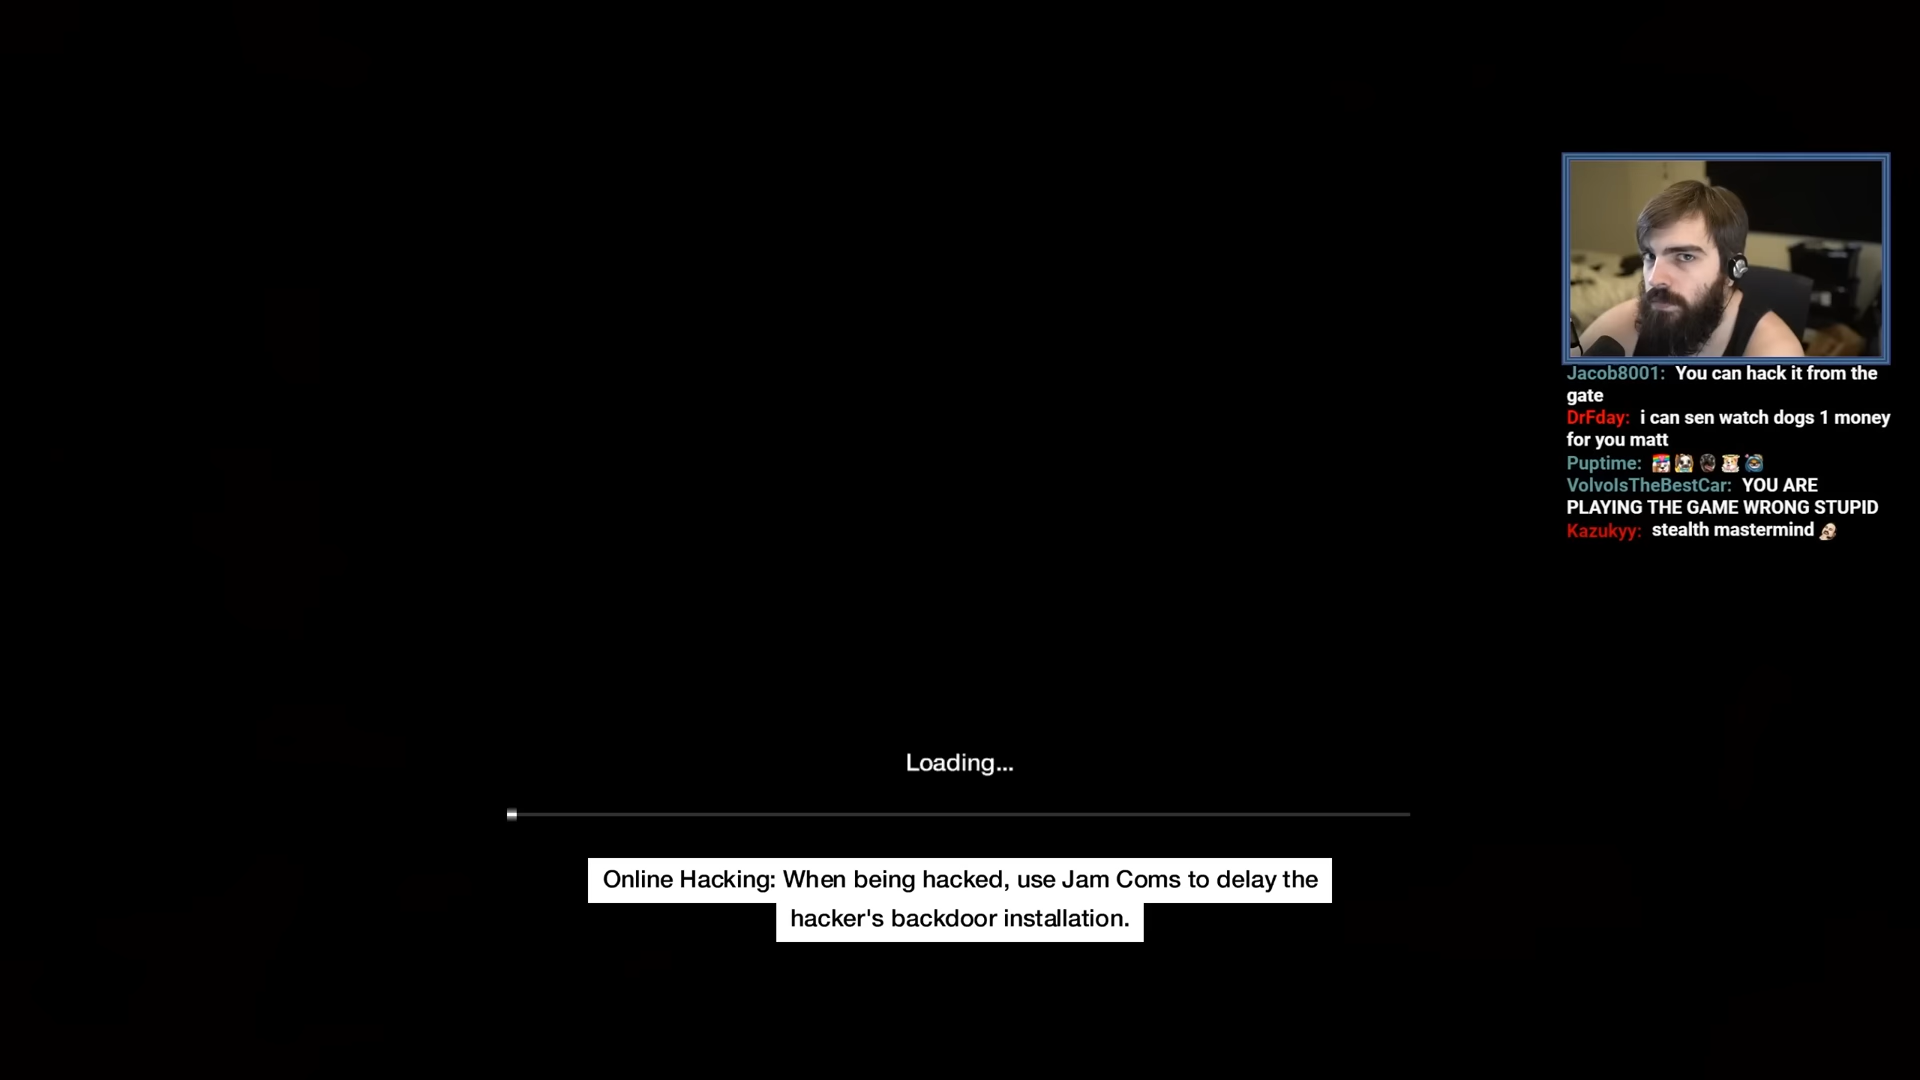 Jacob8001: You can hack it from the
gate
DrFday: i can sen watch dogs 1 money
for you matt
Puptime:
VolvoIsTheBestCar: YOU ARE
PLAYING THE GAME WRONG STUPID
Kazukyy: stealth mastermind
Loading...
Online Hacking: When being hacked, use Jam Coms to delay the
hacker's backdoor installation.